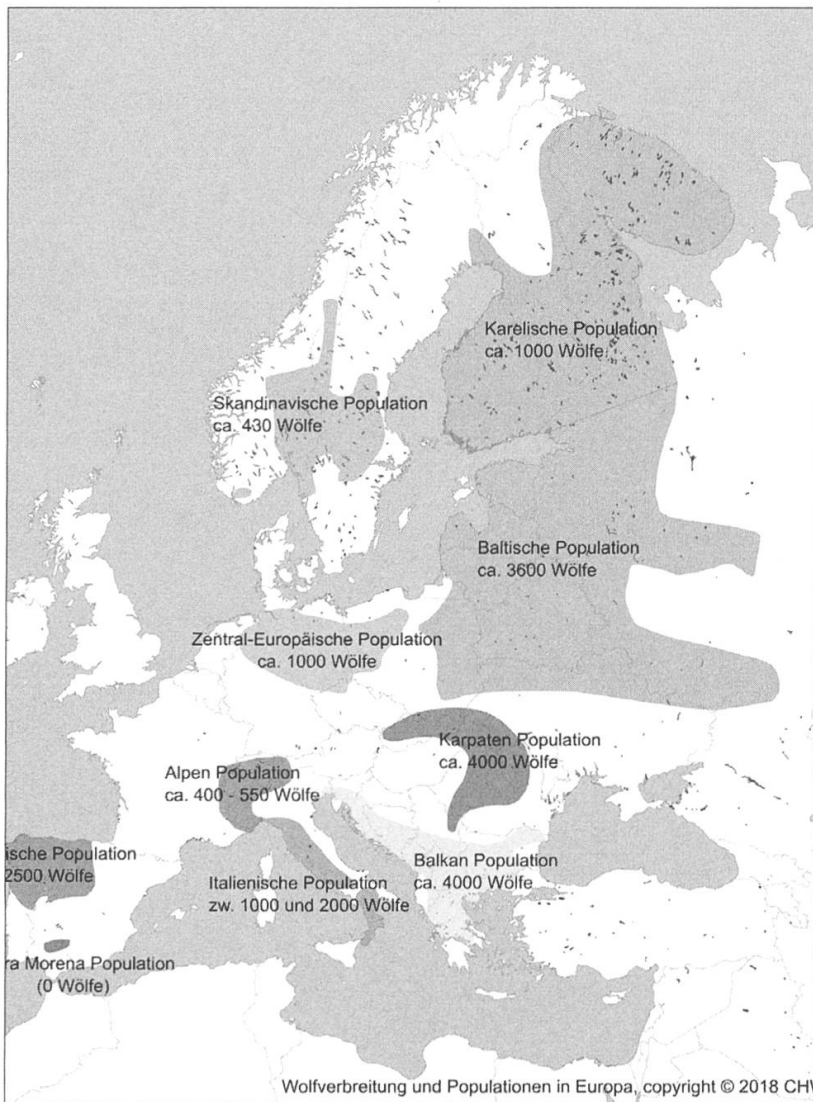 Karelische Population
ca. 1000 Wölfe
Skandinavische Population
ca. 430 Wölfe
Baltische Population
ca. 3600 Wölfe
Zentral-Europäische Population
ca. 1000 Wölfe
Karpaten Population
ca. 4000 Wölfe
Alpen Population
ca. 400 - 550 Wölfe
ische Population
2500 Wölfe
Balkan Population
ca. 4000 Wölfe
Italienische Population
zw. 1000 und 2000 Wölfe
ra Morena Population
(0 Wölfe)
Wolfverbreitung und Populationen in Europa, copyright © 2018 CH